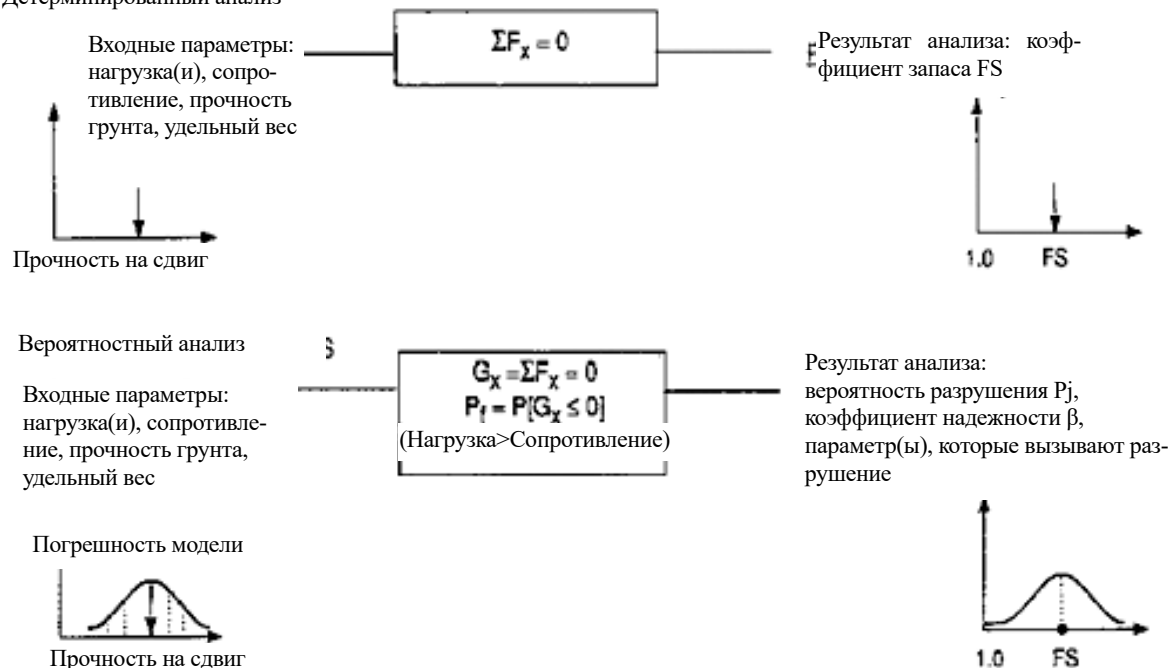 Детерминированный анализ
Входные параметры:
нагрузка(и), сопро-
тивление, прочность
грунта, удельный вес
ΣFx = 0
Результат анализа: коэф-
фициент запаса FS
Прочность на сдвиг
1.0 FS
Вероятностный анализ
Входные параметры:
нагрузка(и), сопротивле-
ние, прочность грунта,
удельный вес
Gx = ΣFx = 0
Pf = P[Gx ≤ 0]
(Нагрузка>Сопротивление)
Результат анализа:
вероятность разрушения Pj,
коэффициент надежности β,
параметр(ы), которые вызывают раз-
рушение
Погрешность модели
Прочность на сдвиг
1.0 FS